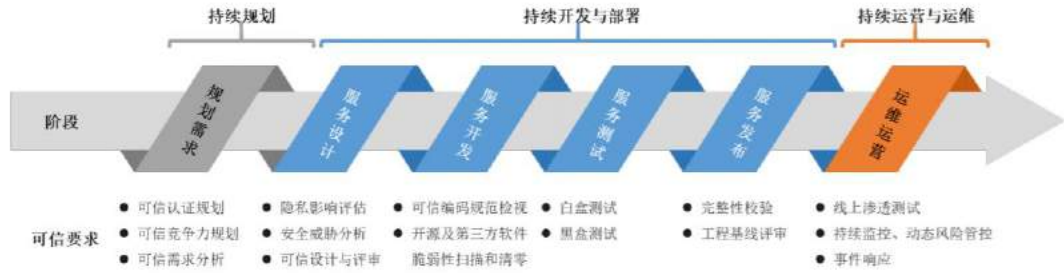 持续规划
持续开发与部署
持续运营与运维
阶段
规划需求
服务设计
服务开发
服务测试
服务发布
运维运营
可信要求
● 可信认证规划
● 可信竞争力规划
● 可信需求分析
● 隐私影响评估
● 安全威胁分析
● 可信设计与评审
● 可信编码规范检视
● 开源及第三方软件
脆弱性扫描和清零
● 白盒测试
● 黑盒测试
● 完整性校验
● 工程基线评审
● 线上渗透测试
● 持续监控、动态风险管控
● 事件响应